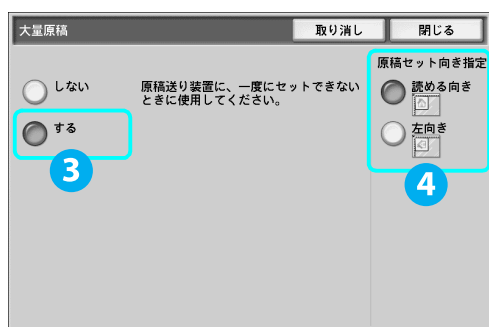 大量原稿
取り消し
閉じる
原稿セット向き指定
しない
原稿送り装置に、一度にセットできない
ときに使用してください。
読める向き
する
左向き
3
4